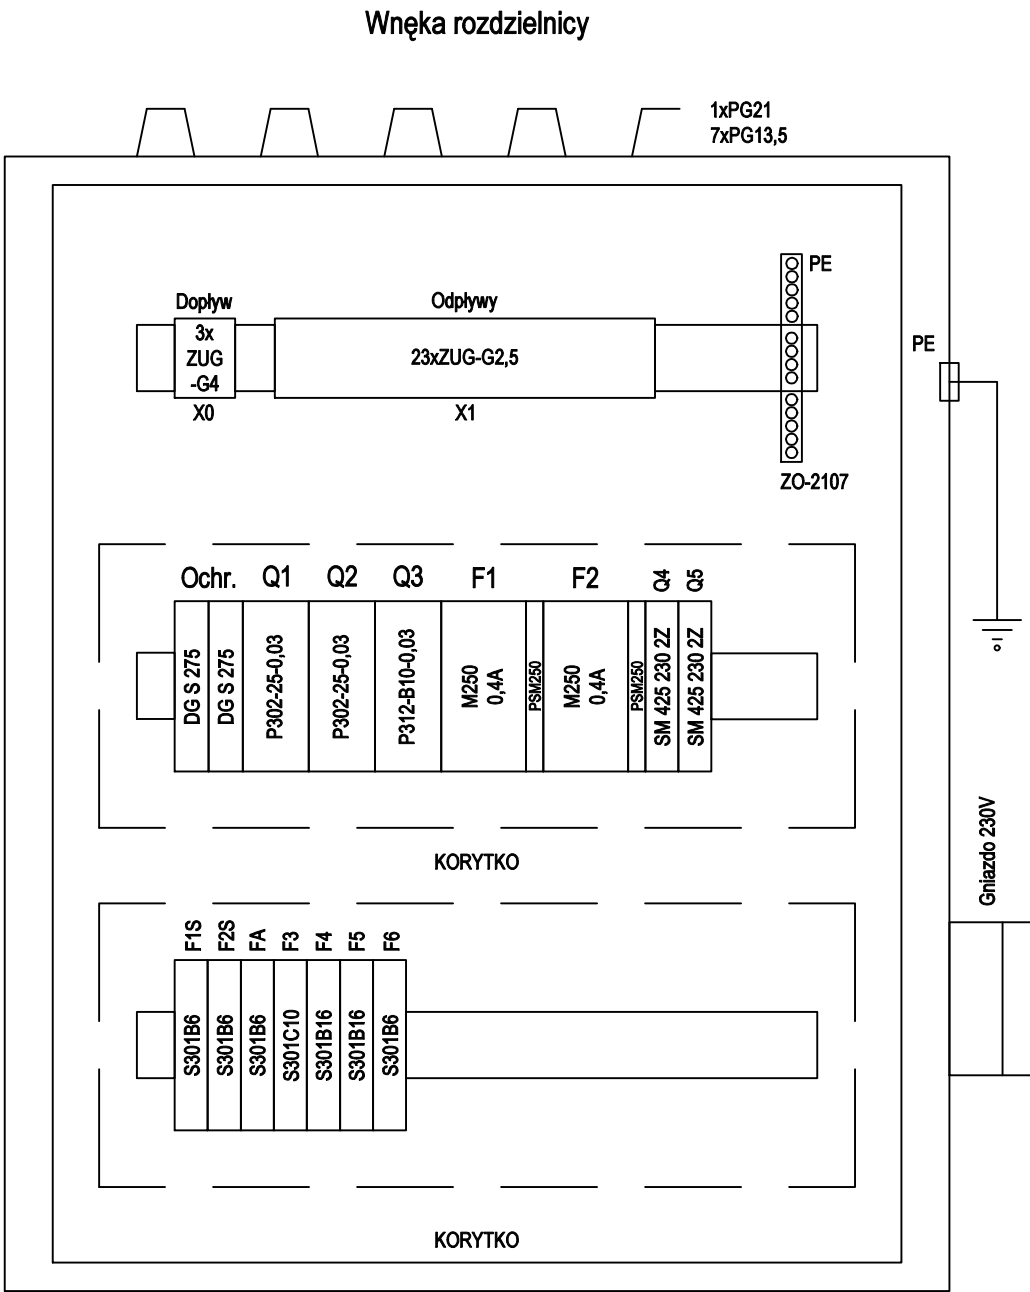 Wnęka rozdzielnicy
1xPG21
7xPG13,5
PE
Dopływ
Odpływy
3x
ZUG
-G4
23xZUG-G2,5
PE
X0
X1
ZO-2107
Ochr.
Q1
Q2
Q3
F1
F2
Q4
Q5
DG S 275
DG S 275
P302-25-0,03
P302-25-0,03
P312-B10-0,03
M250
0,4A
PSM250
M250
0,4A
PSM250
SM 425 230 2Z
SM 425 230 2Z
KORYTKO
Gniazdo 230V
F1S
F2S
FA
F3
F4
F5
F6
S301B6
S301B6
S301B6
S301C10
S301B16
S301B16
S301B6
KORYTKO